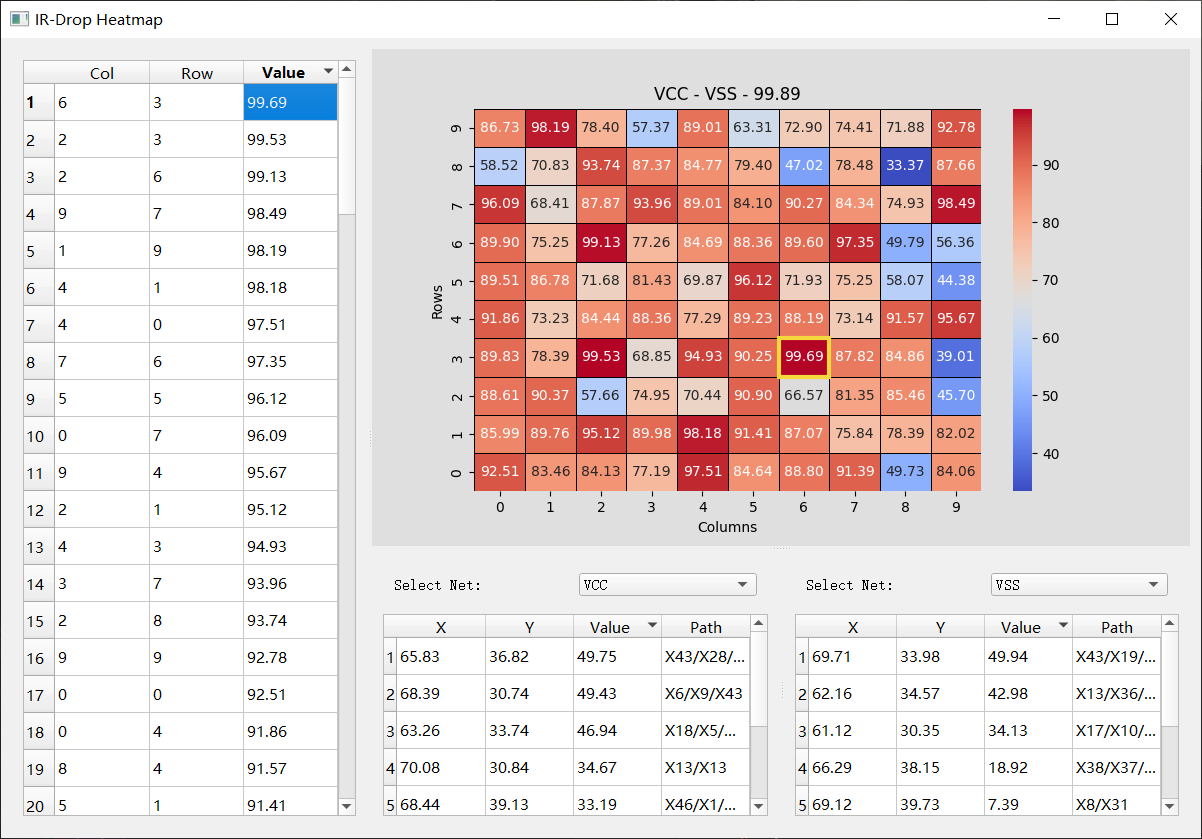 IR-Drop Heatmap
Col Row Value
1 6 3 99.69
2 2 3 99.53
3 2 6 99.13
4 9 7 98.49
5 1 9 98.19
6 4 1 98.18
7 4 0 97.51
8 7 6 97.35
9 5 5 96.12
10 0 7 96.09
11 9 4 95.67
12 2 1 95.12
13 4 3 94.93
14 3 7 93.96
15 2 8 93.74
16 9 9 92.78
17 0 0 92.51
18 0 4 91.86
19 8 4 91.57
20 5 1 91.41
VCC - VSS - 99.89
9 86.73 98.19 78.40 57.37 89.01 63.31 72.90 74.41 71.88 92.78
8 58.52 70.83 93.74 87.37 84.77 79.40 47.02 78.48 33.37 87.66
7 96.09 68.41 87.87 93.96 89.01 84.10 90.27 84.34 74.93 98.49
6 89.90 75.25 99.13 77.26 84.69 88.36 89.60 97.35 49.79 56.36
5 89.51 86.78 71.68 81.43 69.87 96.12 71.93 75.25 58.07 44.38
4 91.86 73.23 84.44 88.36 77.29 89.23 88.19 73.14 91.57 95.67
3 89.83 78.39 99.53 68.85 94.93 90.25 99.69 87.82 84.86 39.01
2 88.61 90.37 57.66 74.95 70.44 90.90 66.57 81.35 85.46 45.70
1 85.99 89.76 95.12 89.98 98.18 91.41 87.07 75.84 78.39 82.02
0 92.51 83.46 84.13 77.19 97.51 84.64 88.80 91.39 49.73 84.06
0 1 2 3 4 5 6 7 8 9
Columns
Rows
90
80
70
60
50
40
Select Net: VCC
X Y Value Path
1 65.83 36.82 49.75 X43/X28/...
2 68.39 30.74 49.43 X6/X9/X43
3 63.26 33.74 46.94 X18/X5/...
4 70.08 30.84 34.67 X13/X13
5 68.44 39.13 33.19 X46/X1/...
Select Net: VSS
X Y Value Path
1 69.71 33.98 49.94 X43/X19/...
2 62.16 34.57 42.98 X13/X36/...
3 61.12 30.35 34.13 X17/X10/...
4 66.29 38.15 18.92 X38/X37/...
5 69.12 39.73 7.39 X8/X31